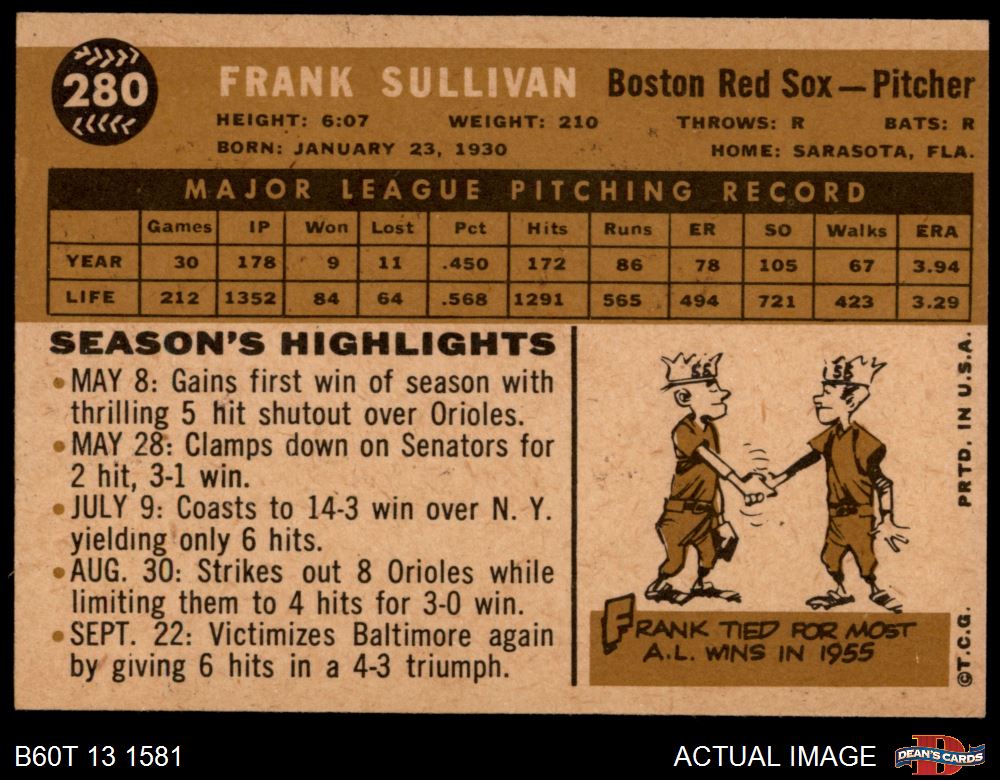 280
FRANK SULLIVAN Boston Red Sox — Pitcher
HEIGHT: 6:07 WEIGHT: 210 THROWS: R BATS: R
BORN: JANUARY 23, 1930 HOME: SARASOTA, FLA.
MAJOR LEAGUE PITCHING RECORD
Games IP Won Lost Pct Hits Runs ER SO Walks ERA
YEAR 30 178 9 11 .450 172 86 78 105 67 3.94
LIFE 212 1352 84 64 .568 1291 565 494 721 423 3.29
SEASON'S HIGHLIGHTS
• MAY 8: Gains first win of season with
thrilling 5 hit shutout over Orioles.
• MAY 28: Clamps down on Senators for
2 hit, 3-1 win.
• JULY 9: Coasts to 14-3 win over N. Y.
yielding only 6 hits.
• AUG. 30: Strikes out 8 Orioles while
limiting them to 4 hits for 3-0 win.
• SEPT. 22: Victimizes Baltimore again
by giving 6 hits in a 4-3 triumph.
FRANK TIED FOR MOST
A.L. WINS IN 1955
©T.C.G. PRTD. IN U.S.A.
B60T 13 1581
ACTUAL IMAGE
DEAN'S CARDS